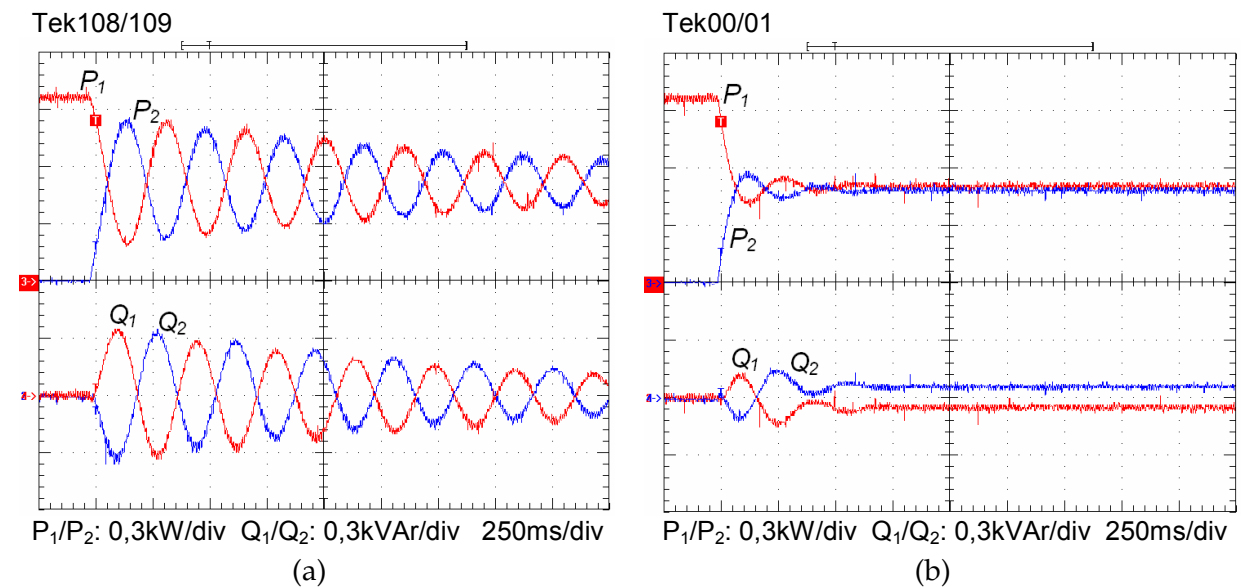 Tek108/109
P₁
T
P₂
3->
Q₁ Q₂
P₁/P₂: 0,3kW/div Q₁/Q₂: 0,3kVAr/div 250ms/div
(a)
Tek00/01
P₁
T
P₂
3->
Q₁ Q₂
P₁/P₂: 0,3kW/div Q₁/Q₂: 0,3kVAr/div 250ms/div
(b)